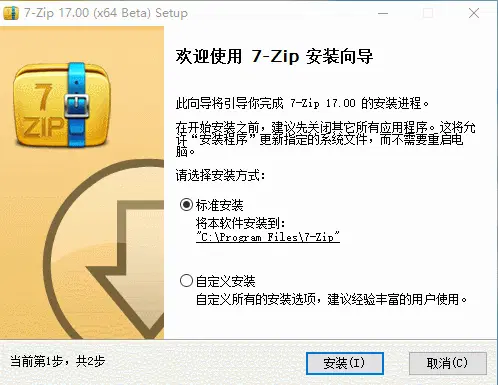 7-Zip 17.00 (x64 Beta) Setup
7
ZIP
欢迎使用 7-Zip 安装向导
此向导将引导你完成 7-Zip 17.00 的安装进程。
在开始安装之前，建议先关闭其它所有应用程序。这将允
许“安装程序”更新指定的系统文件，而不需要重启电
脑。
请选择安装方式:
标准安装
将本软件安装到:
"C:\Program Files\7-Zip"
自定义安装
自定义所有的安装选项，建议经验丰富的用户使用。
当前第1步，共2步
安装(I)
取消(C)